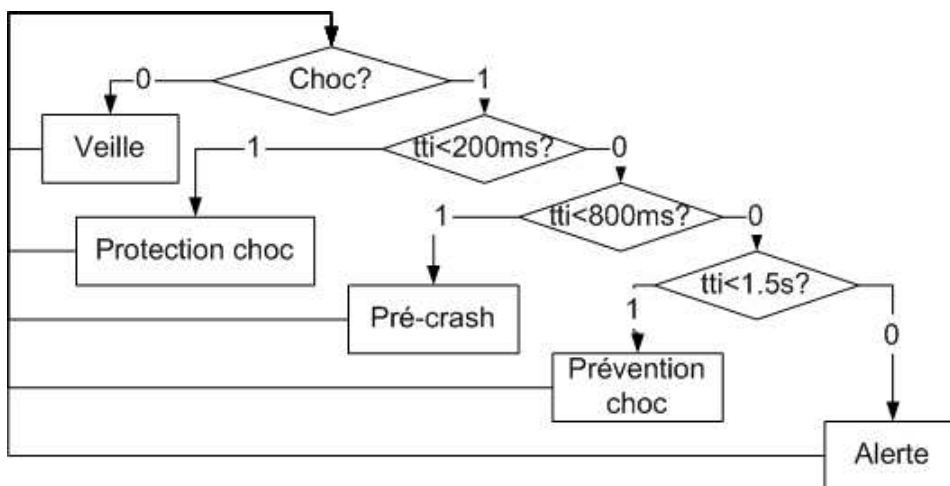 Choc?
0
1
Veille
tti<200ms?
1
0
Protection choc
tti<800ms?
1
0
Pré-crash
tti<1.5s?
1
0
Prévention
choc
Alerte